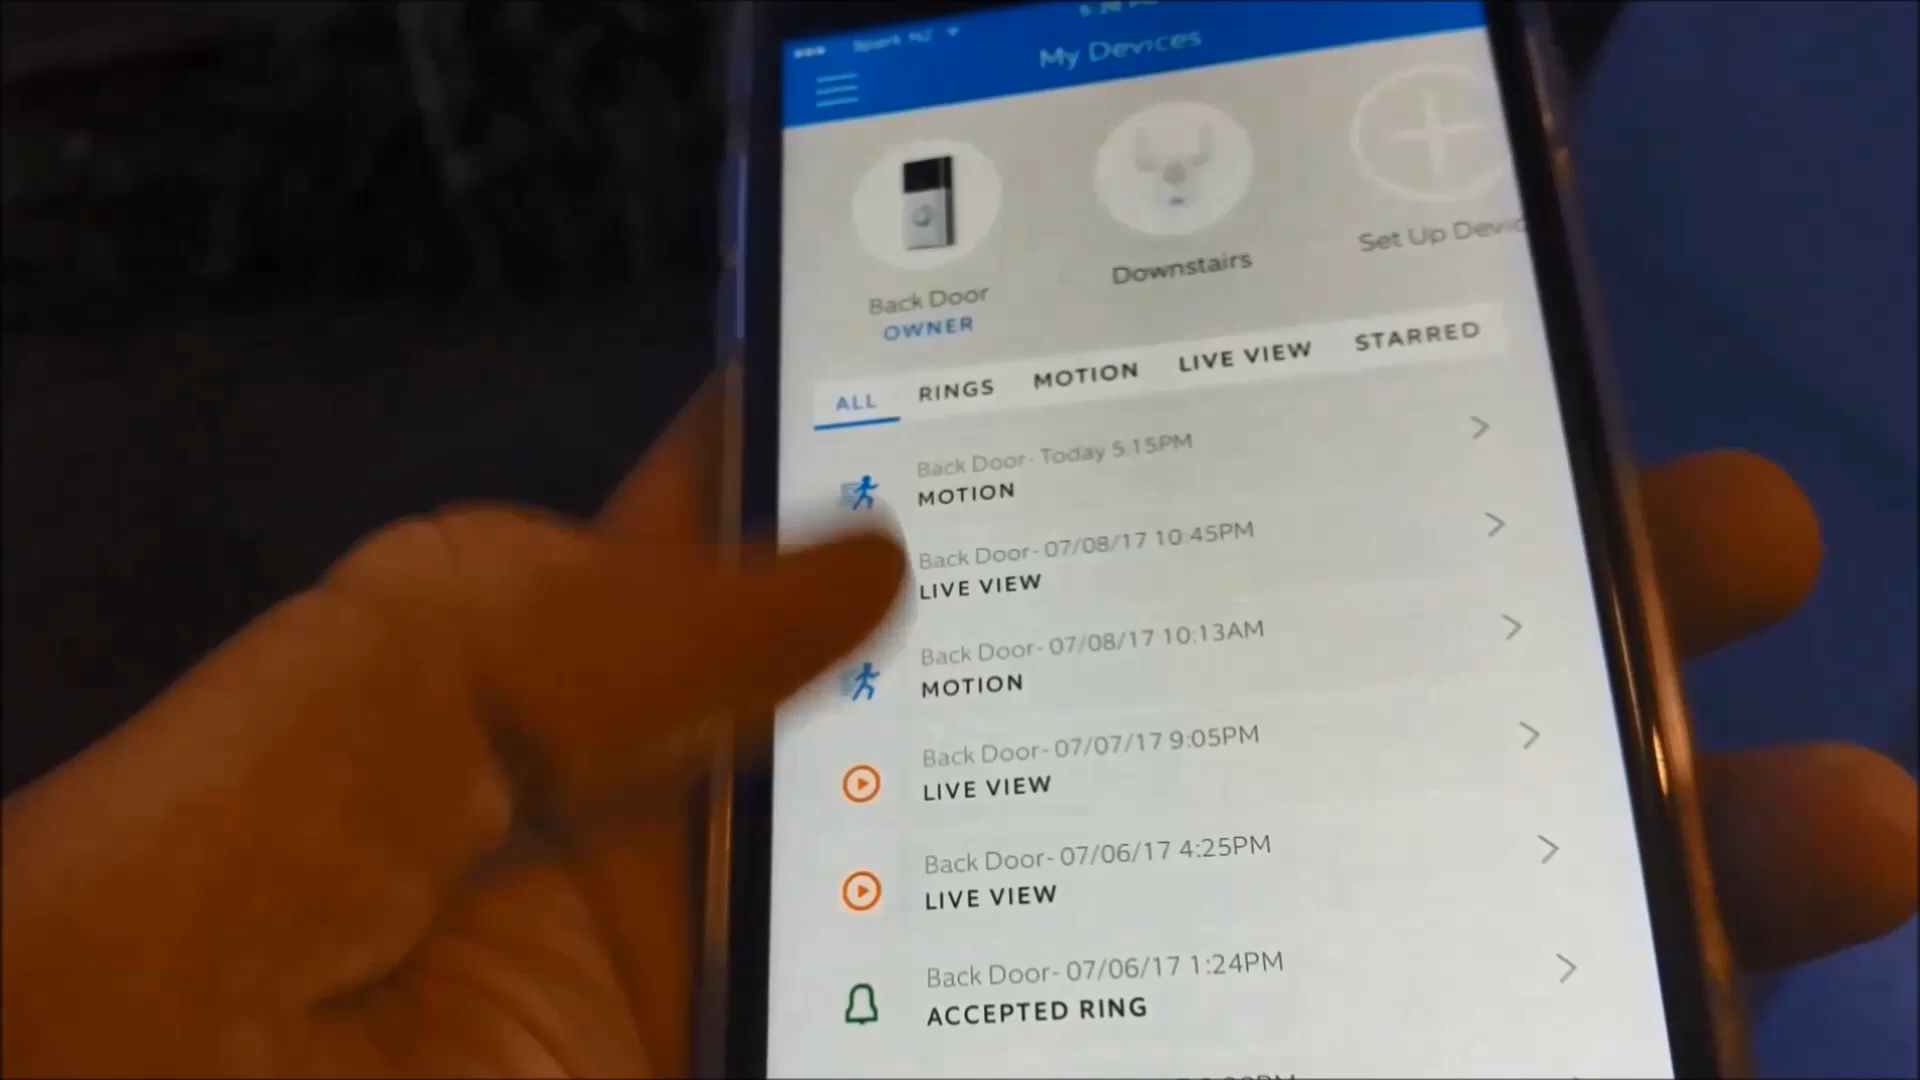 Spark NZ
My Devices
Back Door
OWNER
Downstairs
Set Up Devic
ALL RINGS MOTION LIVE VIEW STARRED
Back Door- Today 5:15PM
MOTION
Back Door- 07/08/17 10:45PM
LIVE VIEW
Back Door- 07/08/17 10:13AM
MOTION
Back Door- 07/07/17 9:05PM
LIVE VIEW
Back Door- 07/06/17 4:25PM
LIVE VIEW
Back Door- 07/06/17 1:24PM
ACCEPTED RING